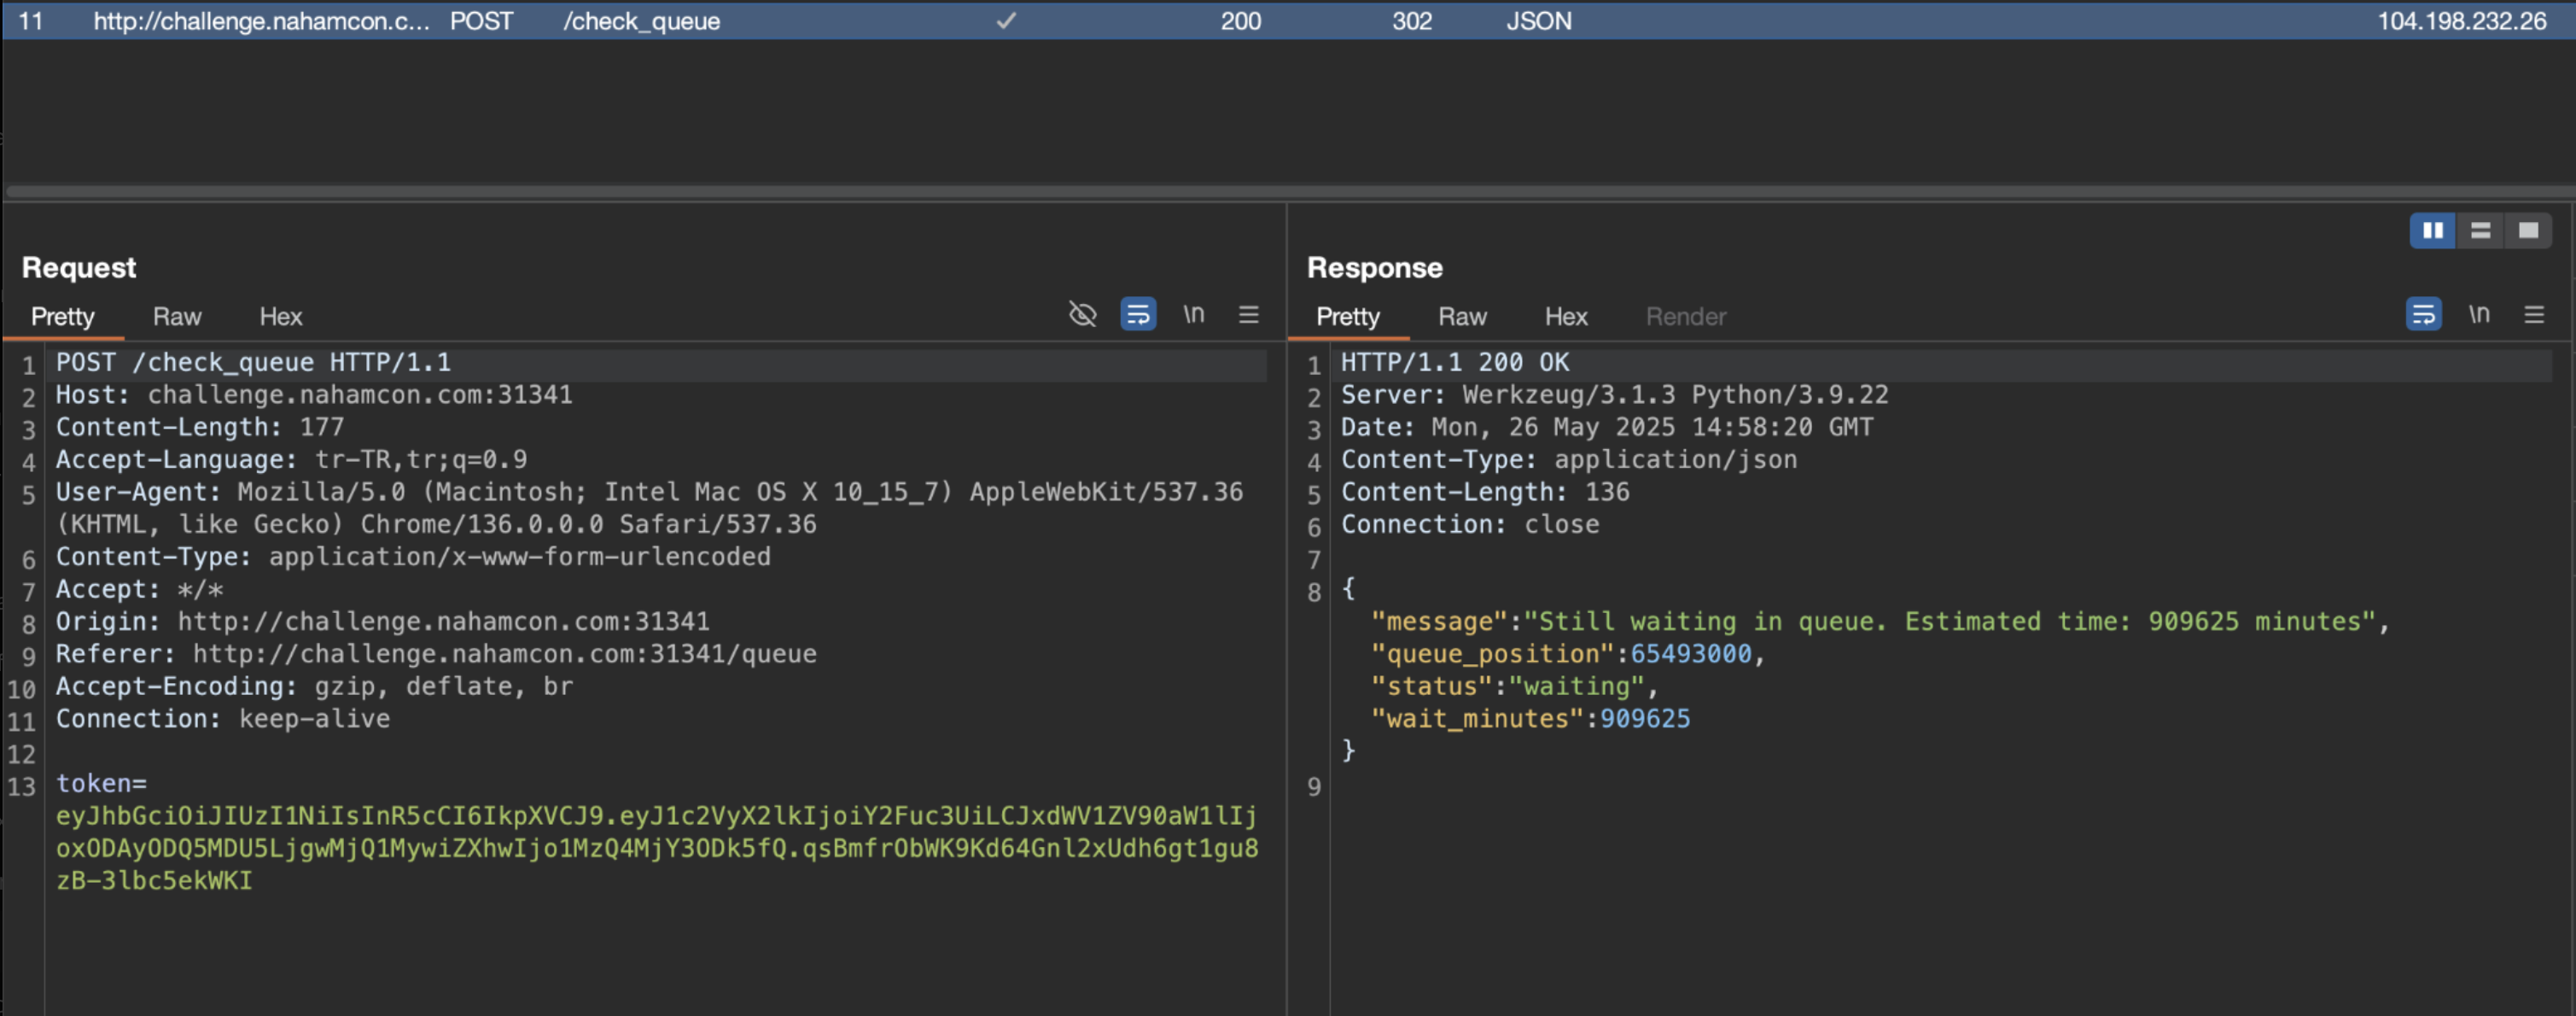 11 http://challenge.nahamcon.c... POST /check_queue 200 302 JSON 104.198.232.26
Request
Pretty Raw Hex \n
1 POST /check_queue HTTP/1.1
2 Host: challenge.nahamcon.com:31341
3 Content-Length: 177
4 Accept-Language: tr-TR,tr;q=0.9
5 User-Agent: Mozilla/5.0 (Macintosh; Intel Mac OS X 10_15_7) AppleWebKit/537.36
(KHTML, like Gecko) Chrome/136.0.0.0 Safari/537.36
6 Content-Type: application/x-www-form-urlencoded
7 Accept: */*
8 Origin: http://challenge.nahamcon.com:31341
9 Referer: http://challenge.nahamcon.com:31341/queue
10 Accept-Encoding: gzip, deflate, br
11 Connection: keep-alive
12
13 token=
eyJhbGciOiJIUzI1NiIsInR5cCI6IkpXVCJ9.eyJ1c2VyX2lkIjoiY2Fuc3UiLCJxdWV1ZV90aW1lIj
oxODAyODQ5MDU5LjgwMjQ1MywiZXhwIjo1MzQ4MjY3ODk5fQ.qsBmfrObWK9Kd64Gnl2xUdh6gt1gu8
zB-3lbc5ekWKI
Response
Pretty Raw Hex Render \n
1 HTTP/1.1 200 OK
2 Server: Werkzeug/3.1.3 Python/3.9.22
3 Date: Mon, 26 May 2025 14:58:20 GMT
4 Content-Type: application/json
5 Content-Length: 136
6 Connection: close
7
8 {
"message":"Still waiting in queue. Estimated time: 909625 minutes",
"queue_position":65493000,
"status":"waiting",
"wait_minutes":909625
}
9